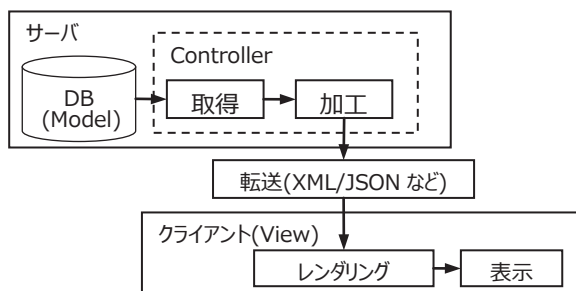 サーバ
Controller
DB
(Model)
取得
加工
転送(XML/JSON など)
クライアント(View)
レンダリング
表示